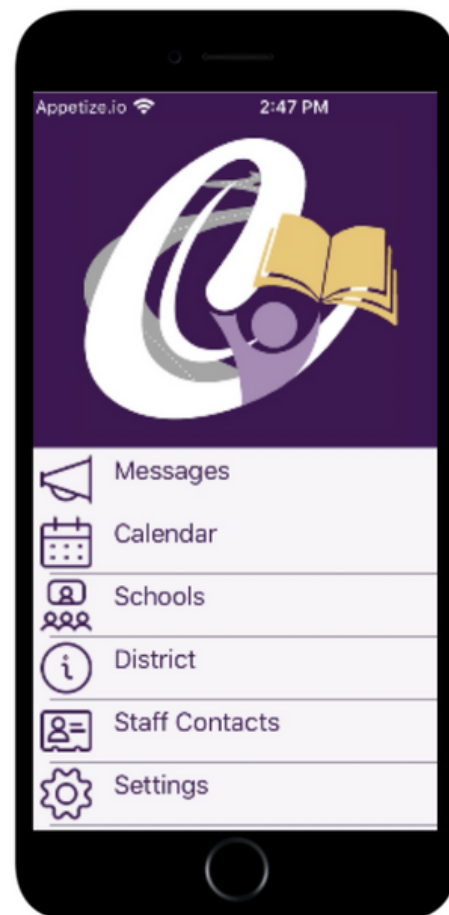 Appetize.io 2:47 PM
Messages
Calendar
Schools
District
Staff Contacts
Settings